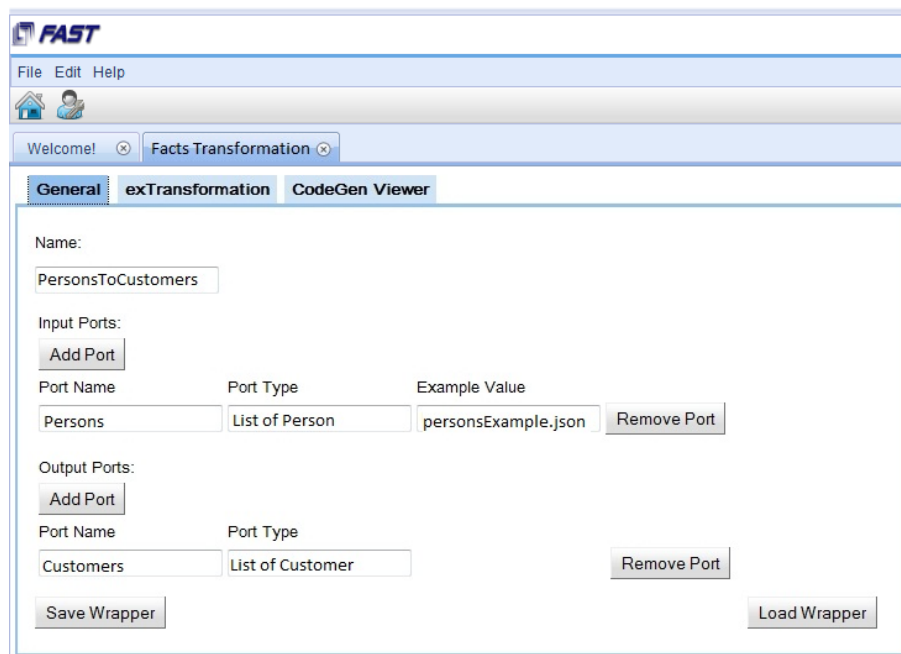 FAST
File Edit Help
Welcome! Facts Transformation
General exTransformation CodeGen Viewer
Name:
PersonsToCustomers
Input Ports:
Add Port
Port Name Port Type Example Value
Persons List of Person personsExample.json Remove Port
Output Ports:
Add Port
Port Name Port Type
Customers List of Customer Remove Port
Save Wrapper Load Wrapper